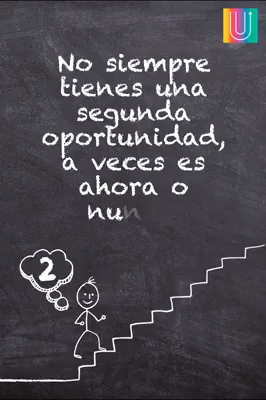 U
No siempre
tienes una
segunda
oportunidad,
a veces es
ahora o
nun
2